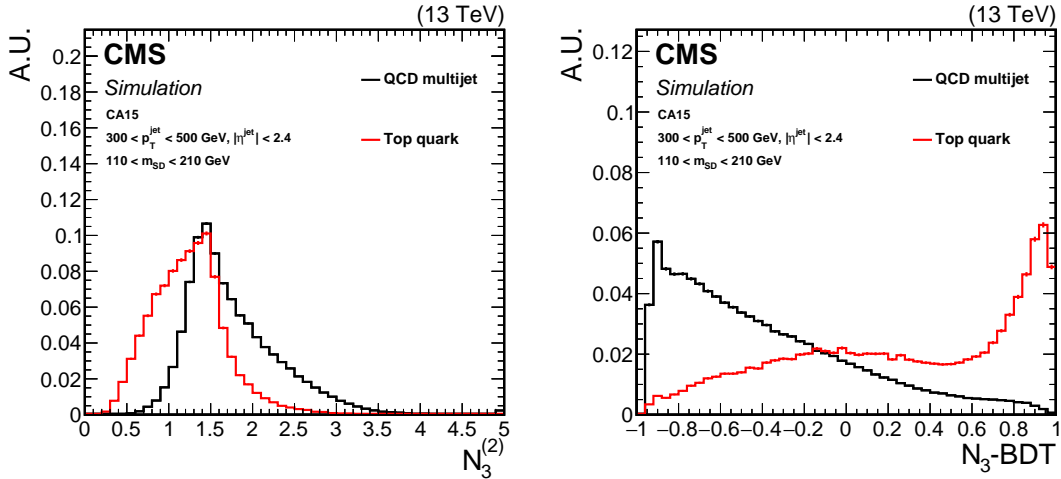 (13 TeV)
A.U.
0.2
0.18
0.16
0.14
0.12
0.1
0.08
0.06
0.04
0.02
0
CMS
Simulation
CA15
300 < p_T^jet < 500 GeV, |η^jet| < 2.4
110 < m_SD < 210 GeV
QCD multijet
Top quark
0 0.5 1 1.5 2 2.5 3 3.5 4 4.5 5
N_3^(2)
(13 TeV)
A.U.
0.12
0.1
0.08
0.06
0.04
0.02
0
CMS
Simulation
CA15
300 < p_T^jet < 500 GeV, |η^jet| < 2.4
110 < m_SD < 210 GeV
QCD multijet
Top quark
−1 −0.8 −0.6 −0.4 −0.2 0 0.2 0.4 0.6 0.8 1
N_3-BDT